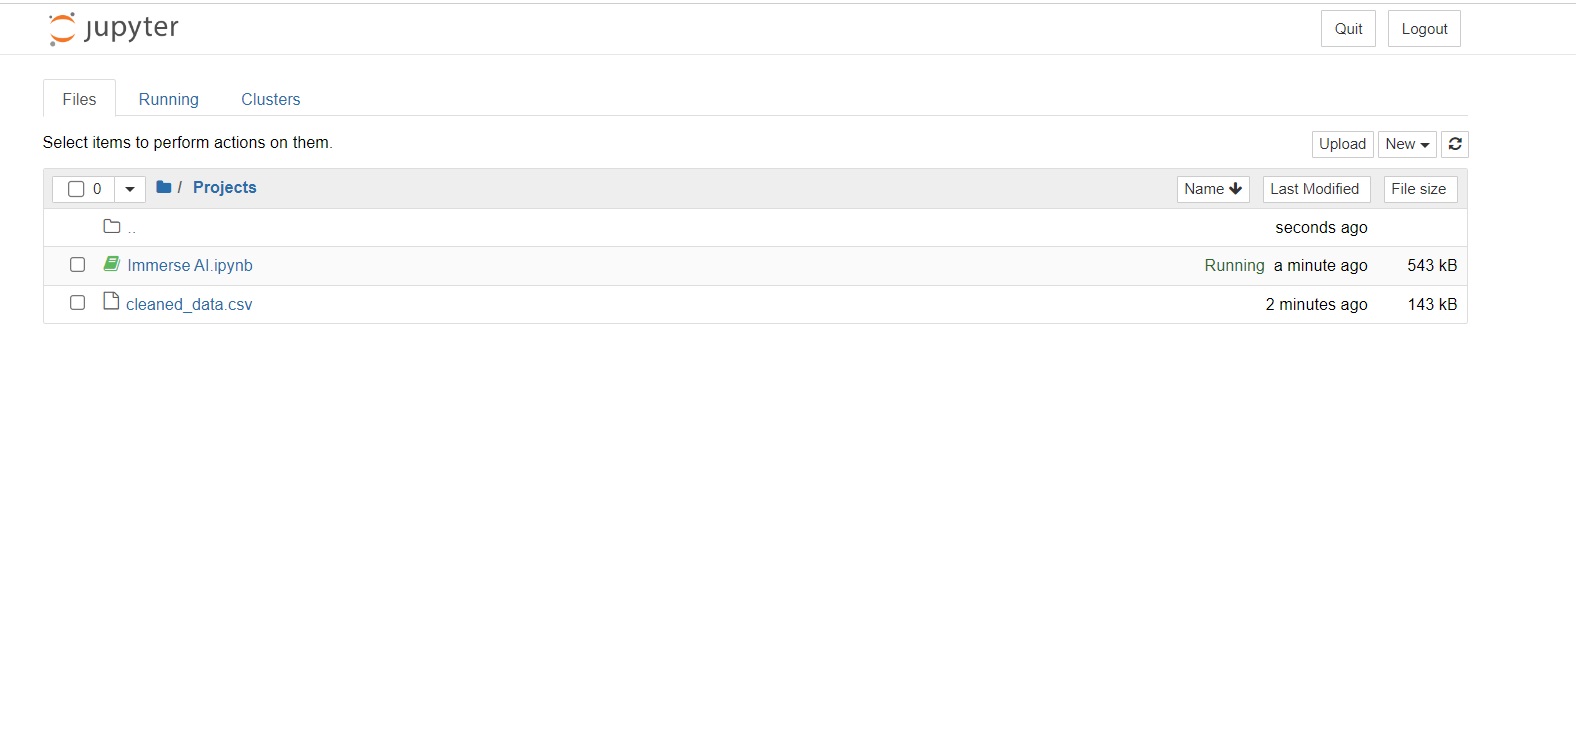 jupyter
Quit Logout
Files Running Clusters
Select items to perform actions on them.
Upload New
0 / Projects Name Last Modified File size
.. seconds ago
Immerse AI.ipynb Running a minute ago 543 kB
cleaned_data.csv 2 minutes ago 143 kB